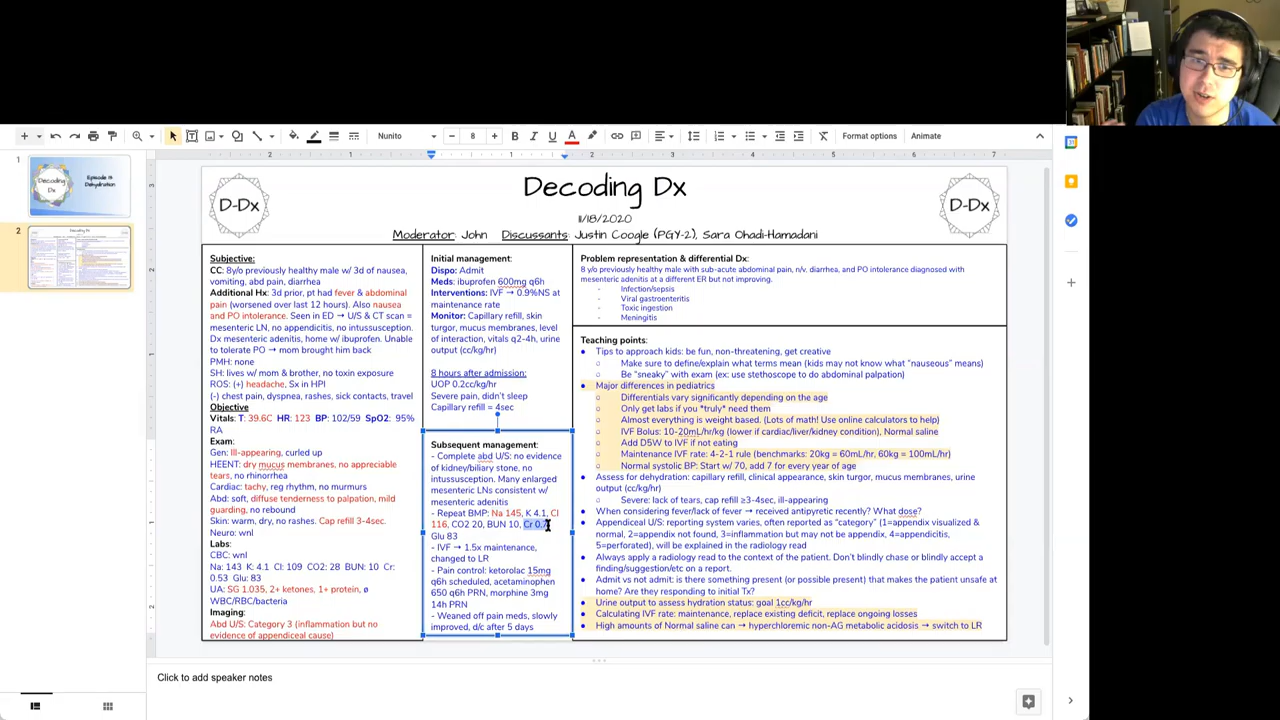 Nunito
8
Format options
Animate
1
Decoding
Dx
Episode 14:
Dehydration
2
2 1 1 2 3 4 5 6 7
D-Dx
Decoding Dx
11/18/2020
Moderator: John Discussants: Justin Coogle (PGY-2), Sara Ohadi-Hamadani
D-Dx
Subjective:
CC: 8y/o previously healthy male w/ 3d of nausea,
vomiting, abd pain, diarrhea
Additional Hx: 3d prior, pt had fever & abdominal
pain (worsened over last 12 hours). Also nausea
and PO intolerance. Seen in ED → U/S & CT scan =
mesenteric LN, no appendicitis, no intussusception.
Dx mesenteric adenitis, home w/ ibuprofen. Unable
to tolerate PO → mom brought him back
PMH: none
SH: lives w/ mom & brother, no toxin exposure
ROS: (+) headache, Sx in HPI
(-) chest pain, dyspnea, rashes, sick contacts, travel
Objective
Vitals: T: 39.6C HR: 123 BP: 102/59 SpO2: 95%
RA
Exam:
Gen: Ill-appearing, curled up
HEENT: dry mucus membranes, no appreciable
tears, no rhinorrhea
Cardiac: tachy, reg rhythm, no murmurs
Abd: soft, diffuse tenderness to palpation, mild
guarding, no rebound
Skin: warm, dry, no rashes. Cap refill 3-4sec.
Neuro: wnl
Labs:
CBC: wnl
Na: 143 K: 4.1 Cl: 109 CO2: 28 BUN: 10 Cr:
0.53 Glu: 83
UA: SG 1.035, 2+ ketones, 1+ protein, ø
WBC/RBC/bacteria
Imaging:
Abd U/S: Category 3 (inflammation but no
evidence of appendiceal cause)
Initial management:
Dispo: Admit
Meds: ibuprofen 600mg q6h
Interventions: IVF → 0.9%NS at
maintenance rate
Monitor: Capillary refill, skin
turgor, mucus membranes, level
of interaction, vitals q2-4h, urine
output (cc/kg/hr)
8 hours after admission:
UOP 0.2cc/kg/hr
Severe pain, didn't sleep
Capillary refill = 4sec
Subsequent management:
- Complete abd U/S: no evidence
of kidney/biliary stone, no
intussusception. Many enlarged
mesenteric LNs consistent w/
mesenteric adenitis
- Repeat BMP: Na 145, K 4.1, Cl
116, CO2 20, BUN 10, Cr 0.
Glu 83
- IVF → 1.5x maintenance,
changed to LR
- Pain control: ketorolac 15mg
q6h scheduled, acetaminophen
650 q6h PRN, morphine 3mg
14h PRN
- Weaned off pain meds, slowly
improved, d/c after 5 days
Problem representation & differential Dx:
8 y/o previously healthy male with sub-acute abdominal pain, n/v, diarrhea, and PO intolerance diagnosed with
mesenteric adenitis at a different ER but not improving.
- Infection/sepsis
- Viral gastroenteritis
- Toxic ingestion
- Meningitis
Teaching points:
● Tips to approach kids: be fun, non-threatening, get creative
○ Make sure to define/explain what terms mean (kids may not know what "nauseous" means)
○ Be "sneaky" with exam (ex: use stethoscope to do abdominal palpation)
● Major differences in pediatrics
○ Differentials vary significantly depending on the age
○ Only get labs if you *truly* need them
○ Almost everything is weight based. (Lots of math! Use online calculators to help)
○ IVF Bolus: 10-20mL/hr/kg (lower if cardiac/liver/kidney condition), Normal saline
○ Add D5W to IVF if not eating
○ Maintenance IVF rate: 4-2-1 rule (benchmarks: 20kg = 60mL/hr, 60kg = 100mL/hr)
○ Normal systolic BP: Start w/ 70, add 7 for every year of age
● Assess for dehydration: capillary refill, clinical appearance, skin turgor, mucus membranes, urine
output (cc/kg/hr)
○ Severe: lack of tears, cap refill ≥3-4sec, ill-appearing
● When considering fever/lack of fever → received antipyretic recently? What dose?
● Appendiceal U/S: reporting system varies, often reported as "category" (1=appendix visualized &
normal, 2=appendix not found, 3=inflammation but may not be appendix, 4=appendicitis,
5=perforated), will be explained in the radiology read
● Always apply a radiology read to the context of the patient. Don't blindly chase or blindly accept a
finding/suggestion/etc on a report.
● Admit vs not admit: is there something present (or possible present) that makes the patient unsafe at
home? Are they responding to initial Tx?
● Urine output to assess hydration status: goal 1cc/kg/hr
● Calculating IVF rate: maintenance, replace existing deficit, replace ongoing losses
● High amounts of Normal saline can → hyperchloremic non-AG metabolic acidosis → switch to LR
Click to add speaker notes